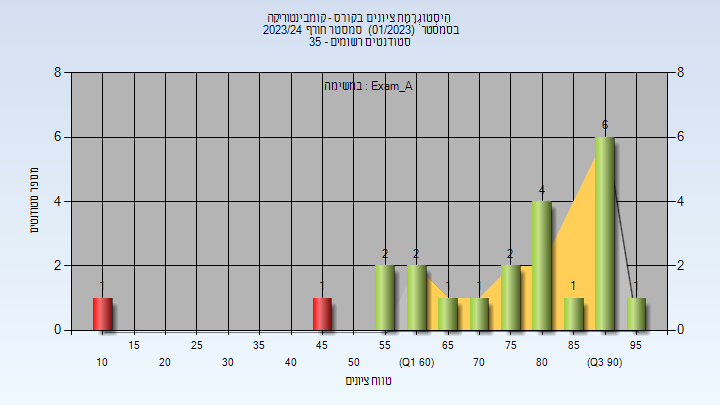 היסטוגרמת ציונים בקורס - קומבינטוריקה
בסמסטר (01/2023) סמסטר חורף 2023/24
סטודנטים רשומים - 35
במשימה : Exam_A
מספר סטודנטים
8 8
6 6
4 4
2 2
0 0
1 1 2 2 1 1 2 4 1 6 1
15 25 35 45 55 65 75 85 95
10 20 30 40 50 (Q1 60) 70 80 (Q3 90)
טווח ציונים